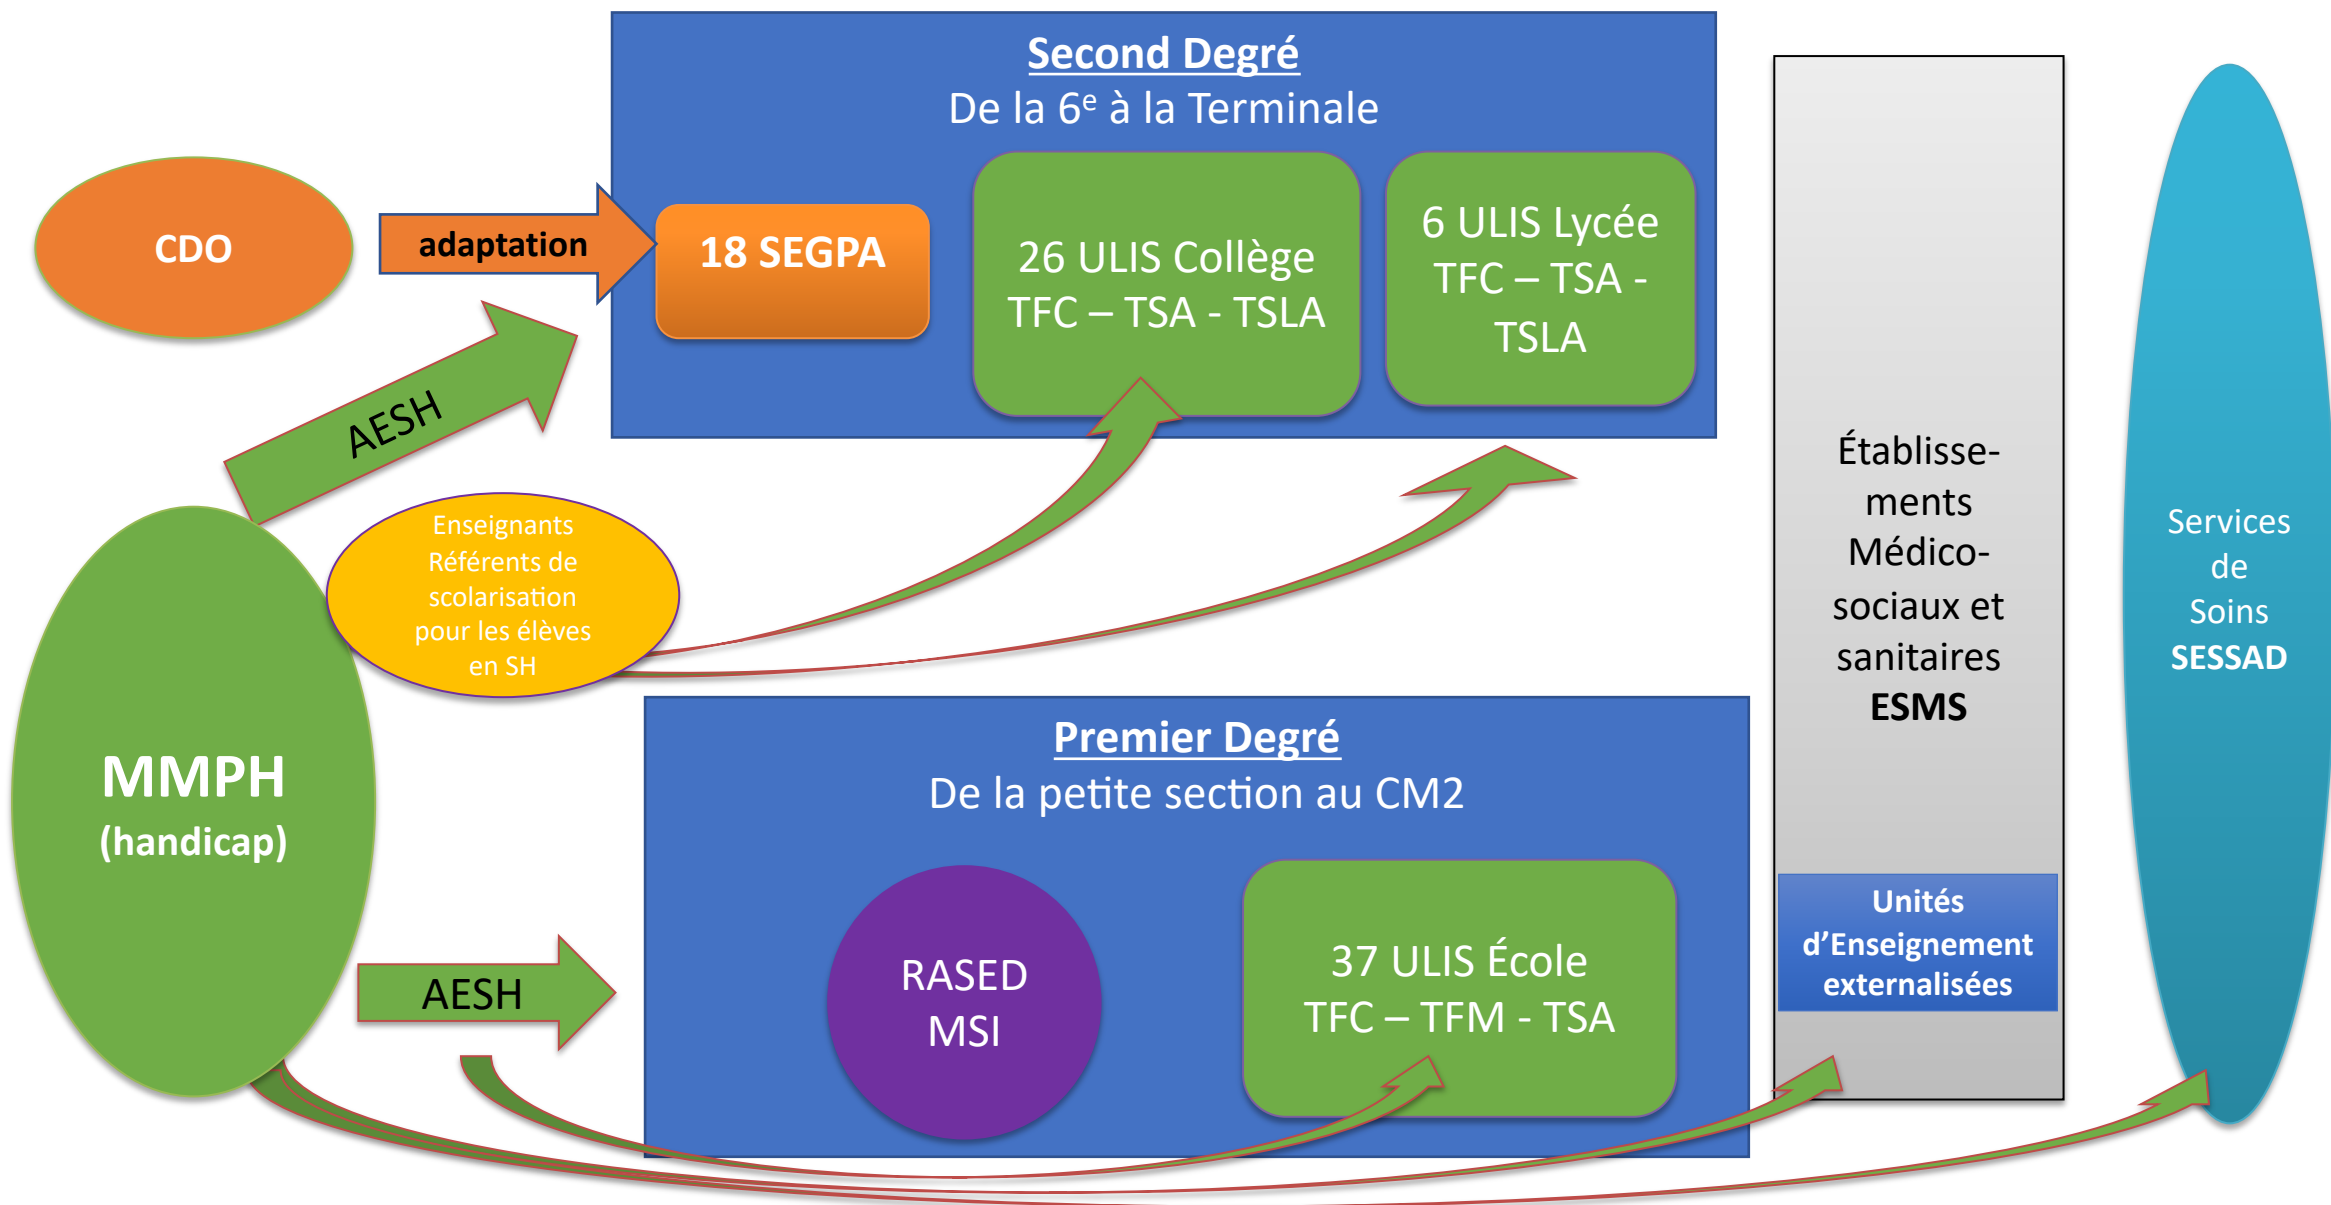 Second Degré
De la 6e à la Terminale
CDO
adaptation
18 SEGPA
26 ULIS Collège
TFC – TSA - TSLA
6 ULIS Lycée
TFC – TSA -
TSLA
AESH
Enseignants
Référents de
scolarisation
pour les élèves
en SH
MMPH
(handicap)
Premier Degré
De la petite section au CM2
AESH
RASED
MSI
37 ULIS École
TFC – TFM - TSA
Établisse-
ments
Médico-
sociaux et
sanitaires
ESMS
Unités
d’Enseignement
externalisées
Services
de
Soins
SESSAD